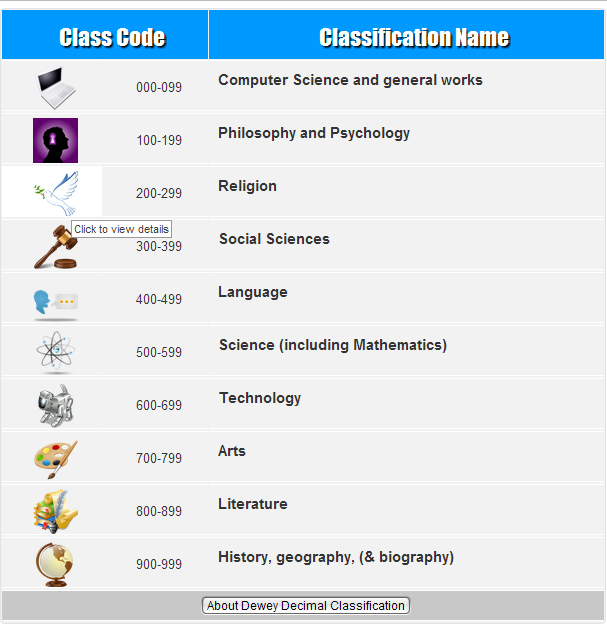 Class Code Classification Name
000-099 Computer Science and general works
100-199 Philosophy and Psychology
200-299 Religion
Click to view details
300-399 Social Sciences
400-499 Language
500-599 Science (including Mathematics)
600-699 Technology
700-799 Arts
800-899 Literature
900-999 History, geography, (& biography)
About Dewey Decimal Classification